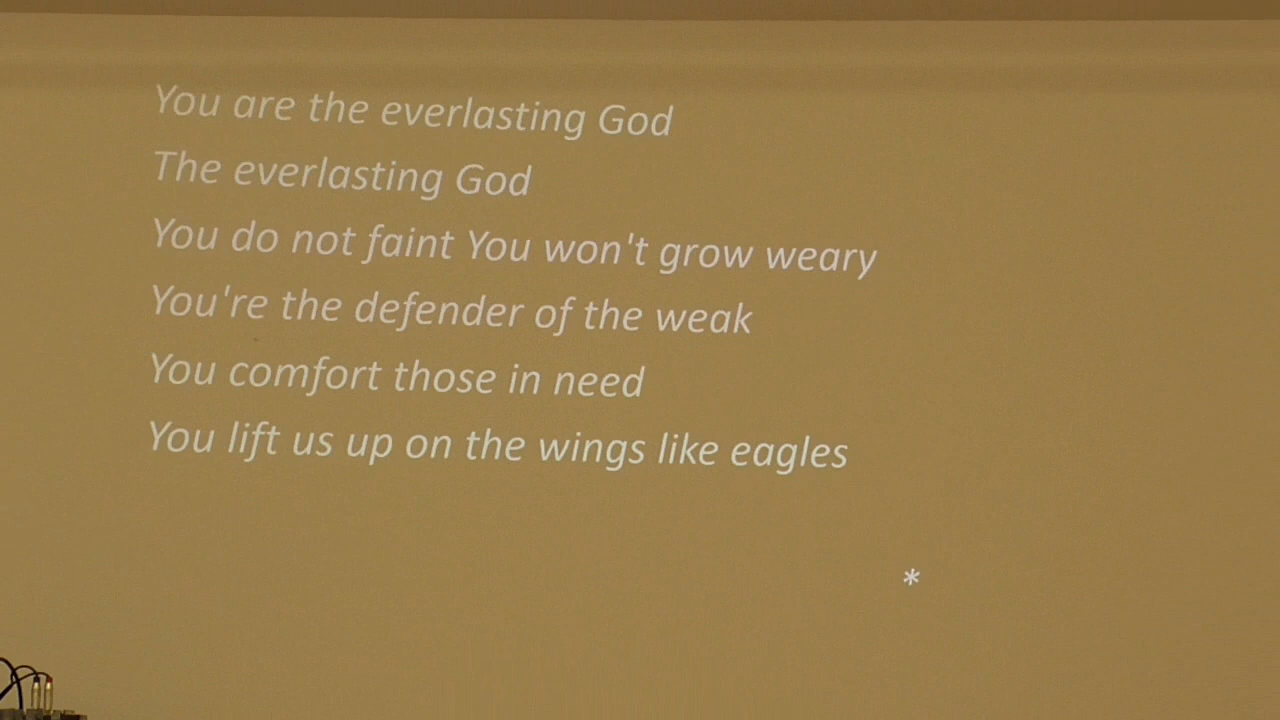 You are the everlasting God
The everlasting God
You do not faint You won't grow weary
You're the defender of the weak
You comfort those in need
You lift us up on the wings like eagles
*